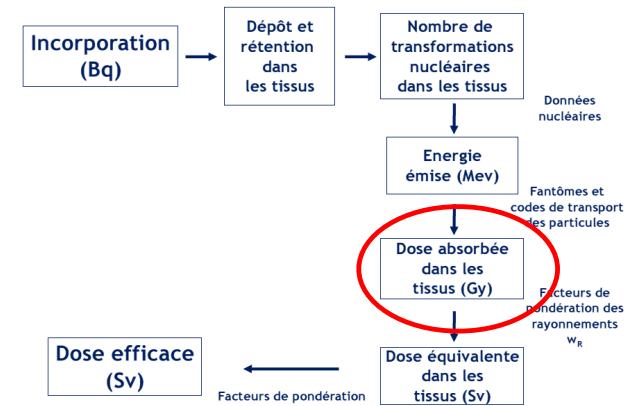 Incorporation
(Bq)
Dépôt et
rétention
dans
les tissus
Nombre de
transformations
nucléaires
dans les tissus
Données
nucléaires
Energie
émise (Mev)
Fantômes et
codes de transport
des particules
Dose absorbée
dans les
tissus (Gy)
Facteurs de
pondération des
rayonnements
wR
Dose équivalente
dans les
tissus (Sv)
Facteurs de pondération
Dose efficace
(Sv)